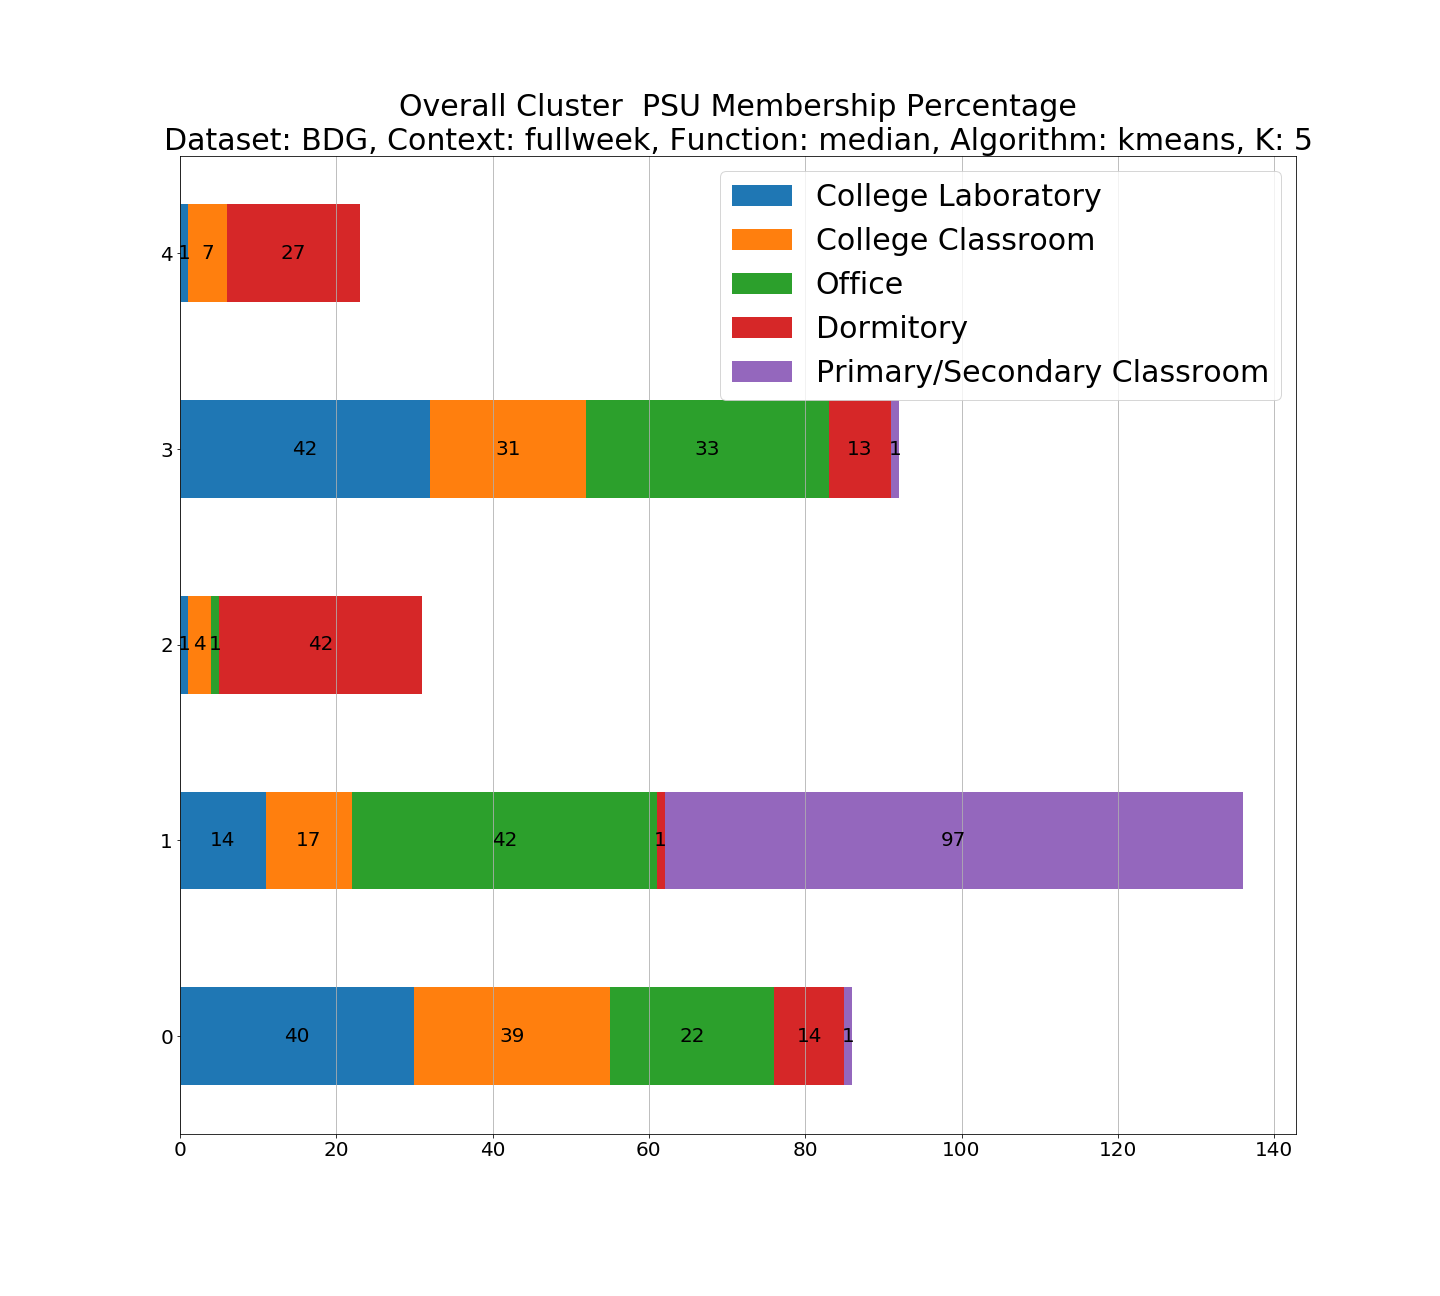 Overall Cluster  PSU Membership Percentage
Dataset: BDG, Context: fullweek, Function: median, Algorithm: kmeans, K: 5
College Laboratory
College Classroom
Office
Dormitory
Primary/Secondary Classroom
4 1 7 27
3 42 31 33 13 1
2 1 4 1 42
1 14 17 42 1 97
0 40 39 22 14 1
0 20 40 60 80 100 120 140